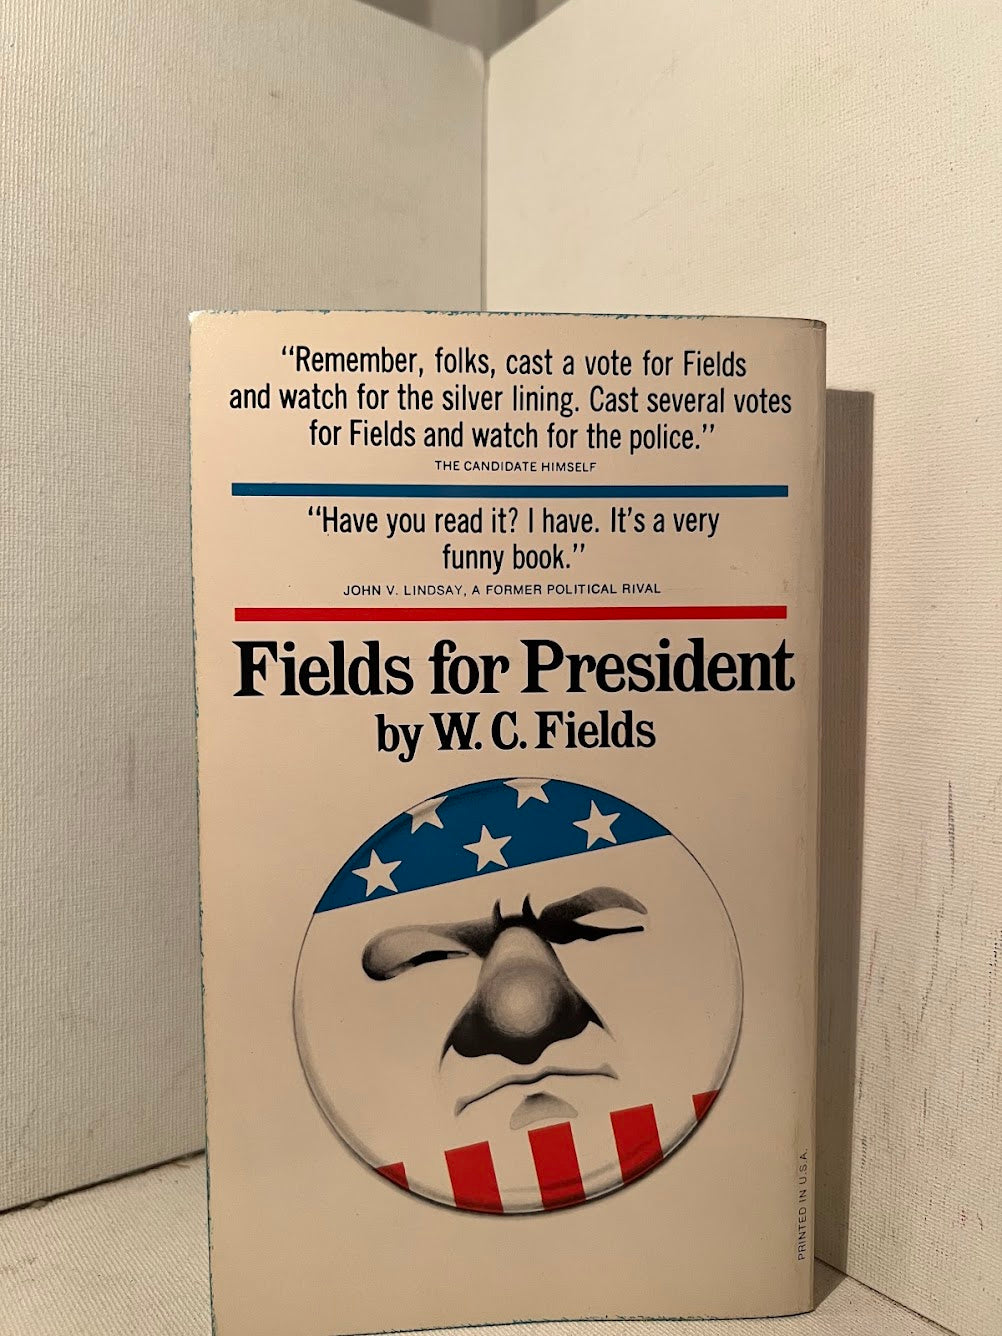 “Remember, folks, cast a vote for Fields
and watch for the silver lining. Cast several votes
for Fields and watch for the police.”
THE CANDIDATE HIMSELF
“Have you read it? I have. It’s a very
funny book.”
JOHN V. LINDSAY, A FORMER POLITICAL RIVAL
Fields for President
by W. C. Fields
PRINTED IN U.S.A.